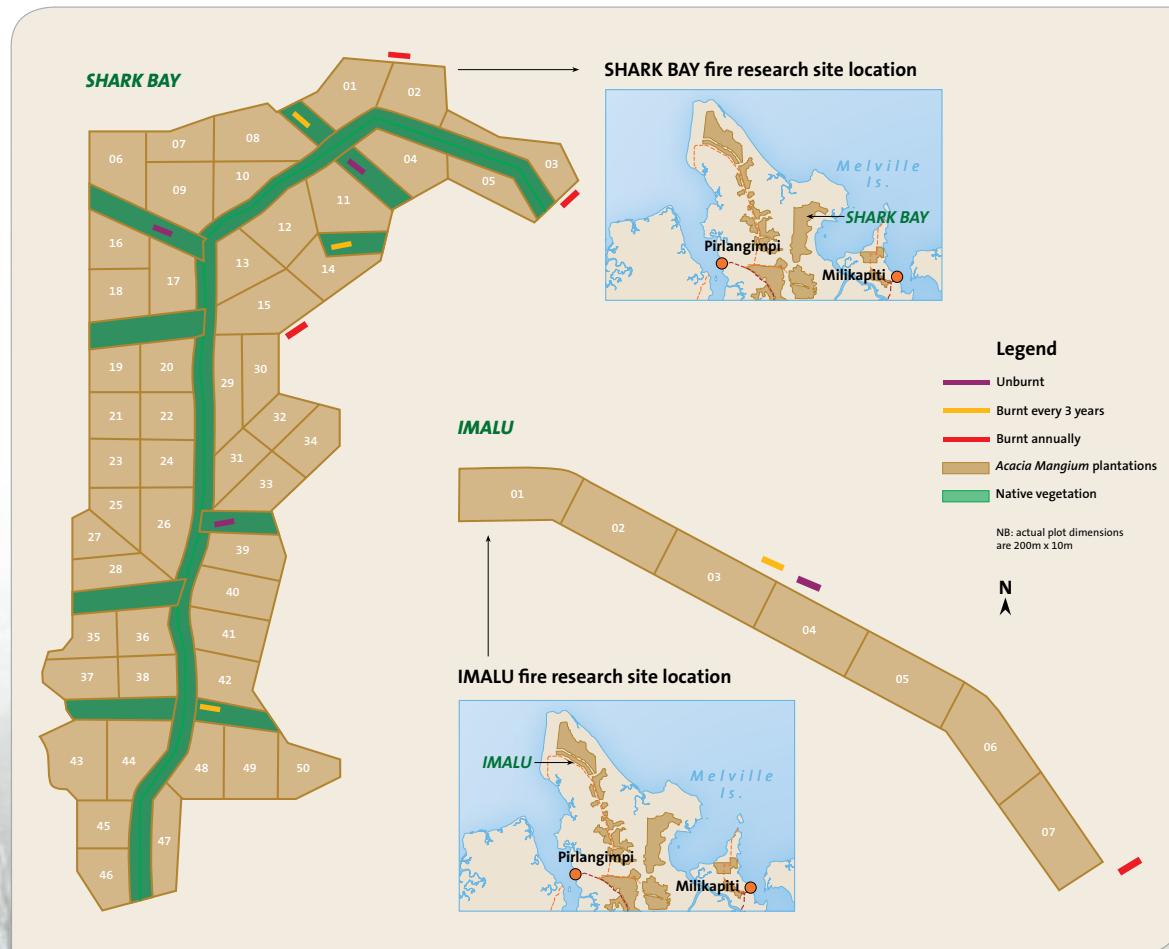 SHARK BAY
01
02
03
04
05
06
07
08
09
10
11
12
13
14
15
16
17
18
19
20
21
22
23
24
25
26
27
28
29
30
31
32
33
34
35
36
37
38
39
40
41
42
43
44
45
46
47
48
49
50
SHARK BAY fire research site location
Melville
Is.
SHARK BAY
Pirlangimpi
Milikapiti
Legend
Unburnt
Burnt every 3 years
Burnt annually
Acacia Mangium plantations
Native vegetation
NB: actual plot dimensions
are 200m x 10m
N
IMALU
01
02
03
04
05
06
07
IMALU fire research site location
IMALU
Melville
Is.
Pirlangimpi
Milikapiti